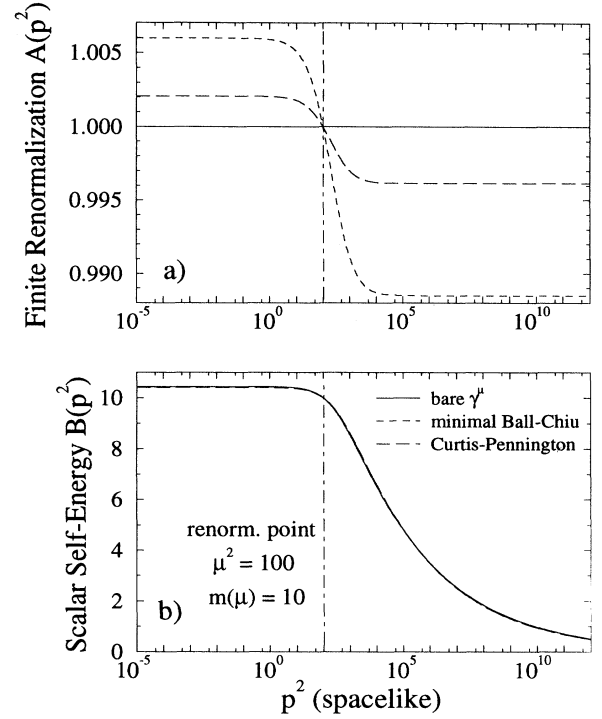 Finite Renormalization A(p²)
1.005
1.000
0.995
0.990
a)
10⁻⁵ 10⁰ 10⁵ 10¹⁰
Scalar Self-Energy B(p²)
10
8
6
4
2
0
bare γ^μ
minimal Ball-Chiu
Curtis-Pennington
renorm. point
μ² = 100
m(μ) = 10
b)
10⁻⁵ 10⁰ 10⁵ 10¹⁰
p² (spacelike)